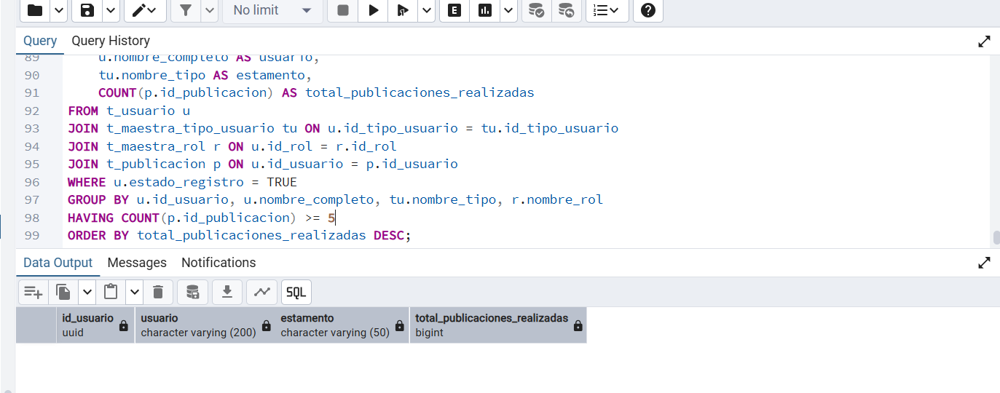 No limit
E
Query Query History
89 u.nombre_completo AS usuario,
90 tu.nombre_tipo AS estamento,
91 COUNT(p.id_publicacion) AS total_publicaciones_realizadas
92 FROM t_usuario u
93 JOIN t_maestra_tipo_usuario tu ON u.id_tipo_usuario = tu.id_tipo_usuario
94 JOIN t_maestra_rol r ON u.id_rol = r.id_rol
95 JOIN t_publicacion p ON u.id_usuario = p.id_usuario
96 WHERE u.estado_registro = TRUE
97 GROUP BY u.id_usuario, u.nombre_completo, tu.nombre_tipo, r.nombre_rol
98 HAVING COUNT(p.id_publicacion) >= 5
99 ORDER BY total_publicaciones_realizadas DESC;
Data Output Messages Notifications
SQL
id_usuario usuario estamento total_publicaciones_realizadas
uuid character varying (200) character varying (50) bigint